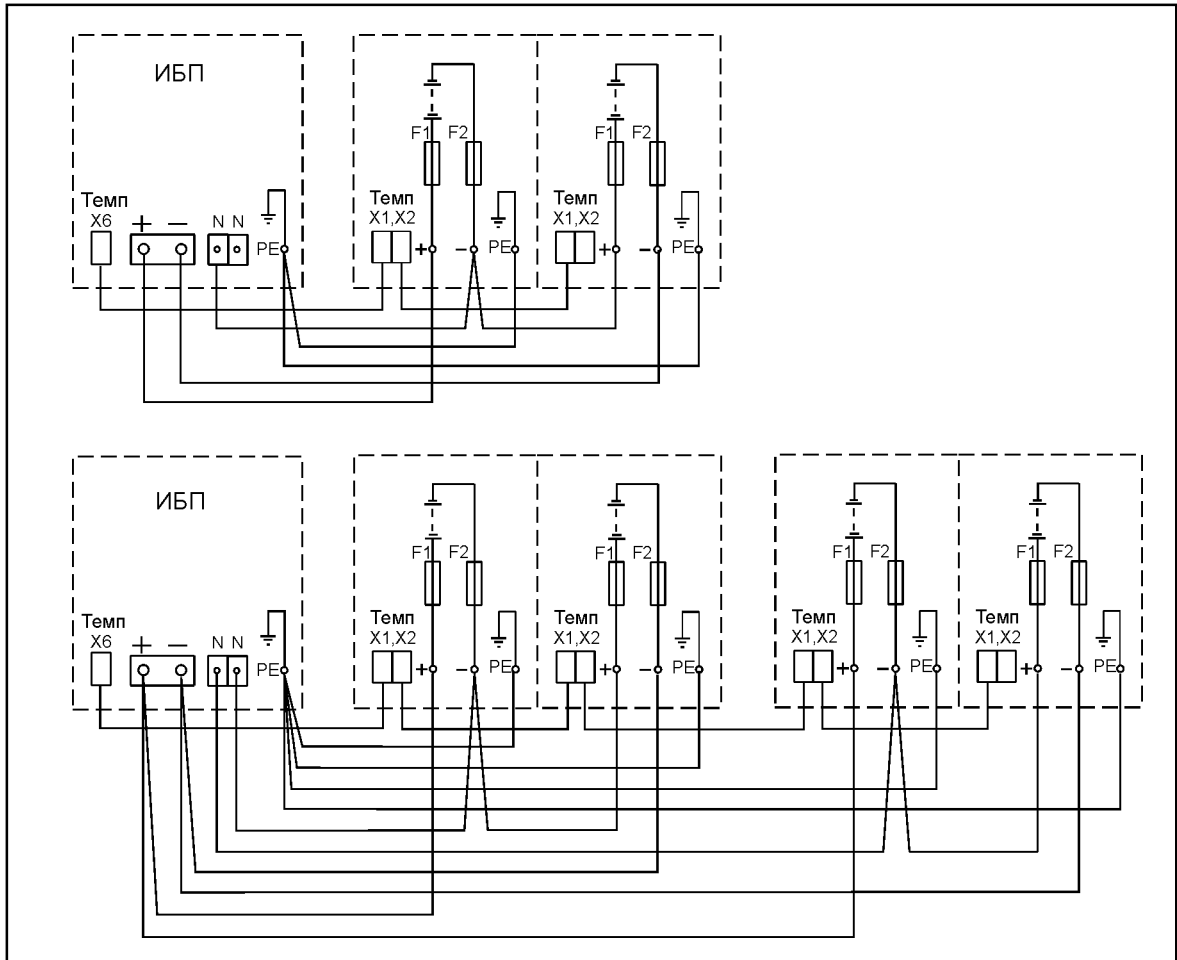 ИБП
F1 F2 F1 F2
Темп Темп Темп
X6 X1,X2 X1,X2
+ — N N PE + - PE + - PE
ИБП
F1 F2 F1 F2 F1 F2 F1 F2
Темп Темп Темп Темп Темп
X6 X1,X2 X1,X2 X1,X2 X1,X2
+ — N N PE + - PE + - PE + - PE + - PE